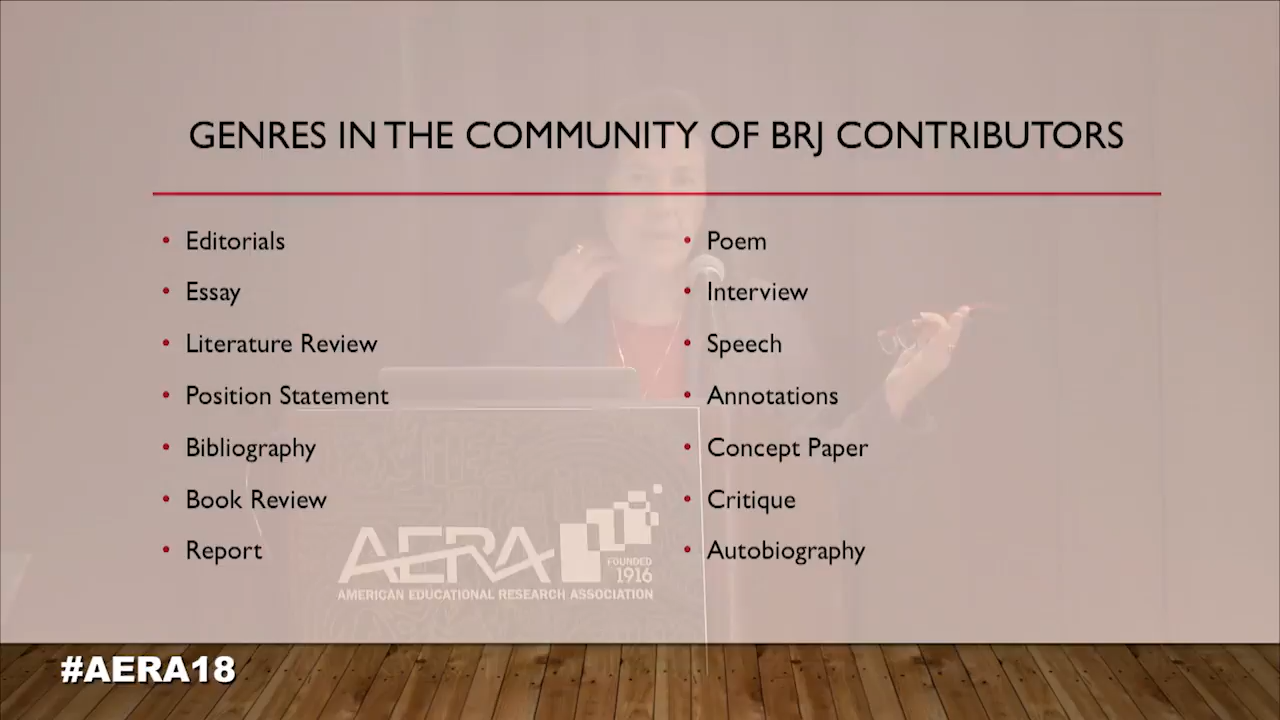 GENRES IN THE COMMUNITY OF BRJ CONTRIBUTORS
• Editorials
• Essay
• Literature Review
• Position Statement
• Bibliography
• Book Review
• Report
• Poem
• Interview
• Speech
• Annotations
• Concept Paper
• Critique
• Autobiography
AERA
FOUNDED
1916
AMERICAN EDUCATIONAL RESEARCH ASSOCIATION
#AERA18